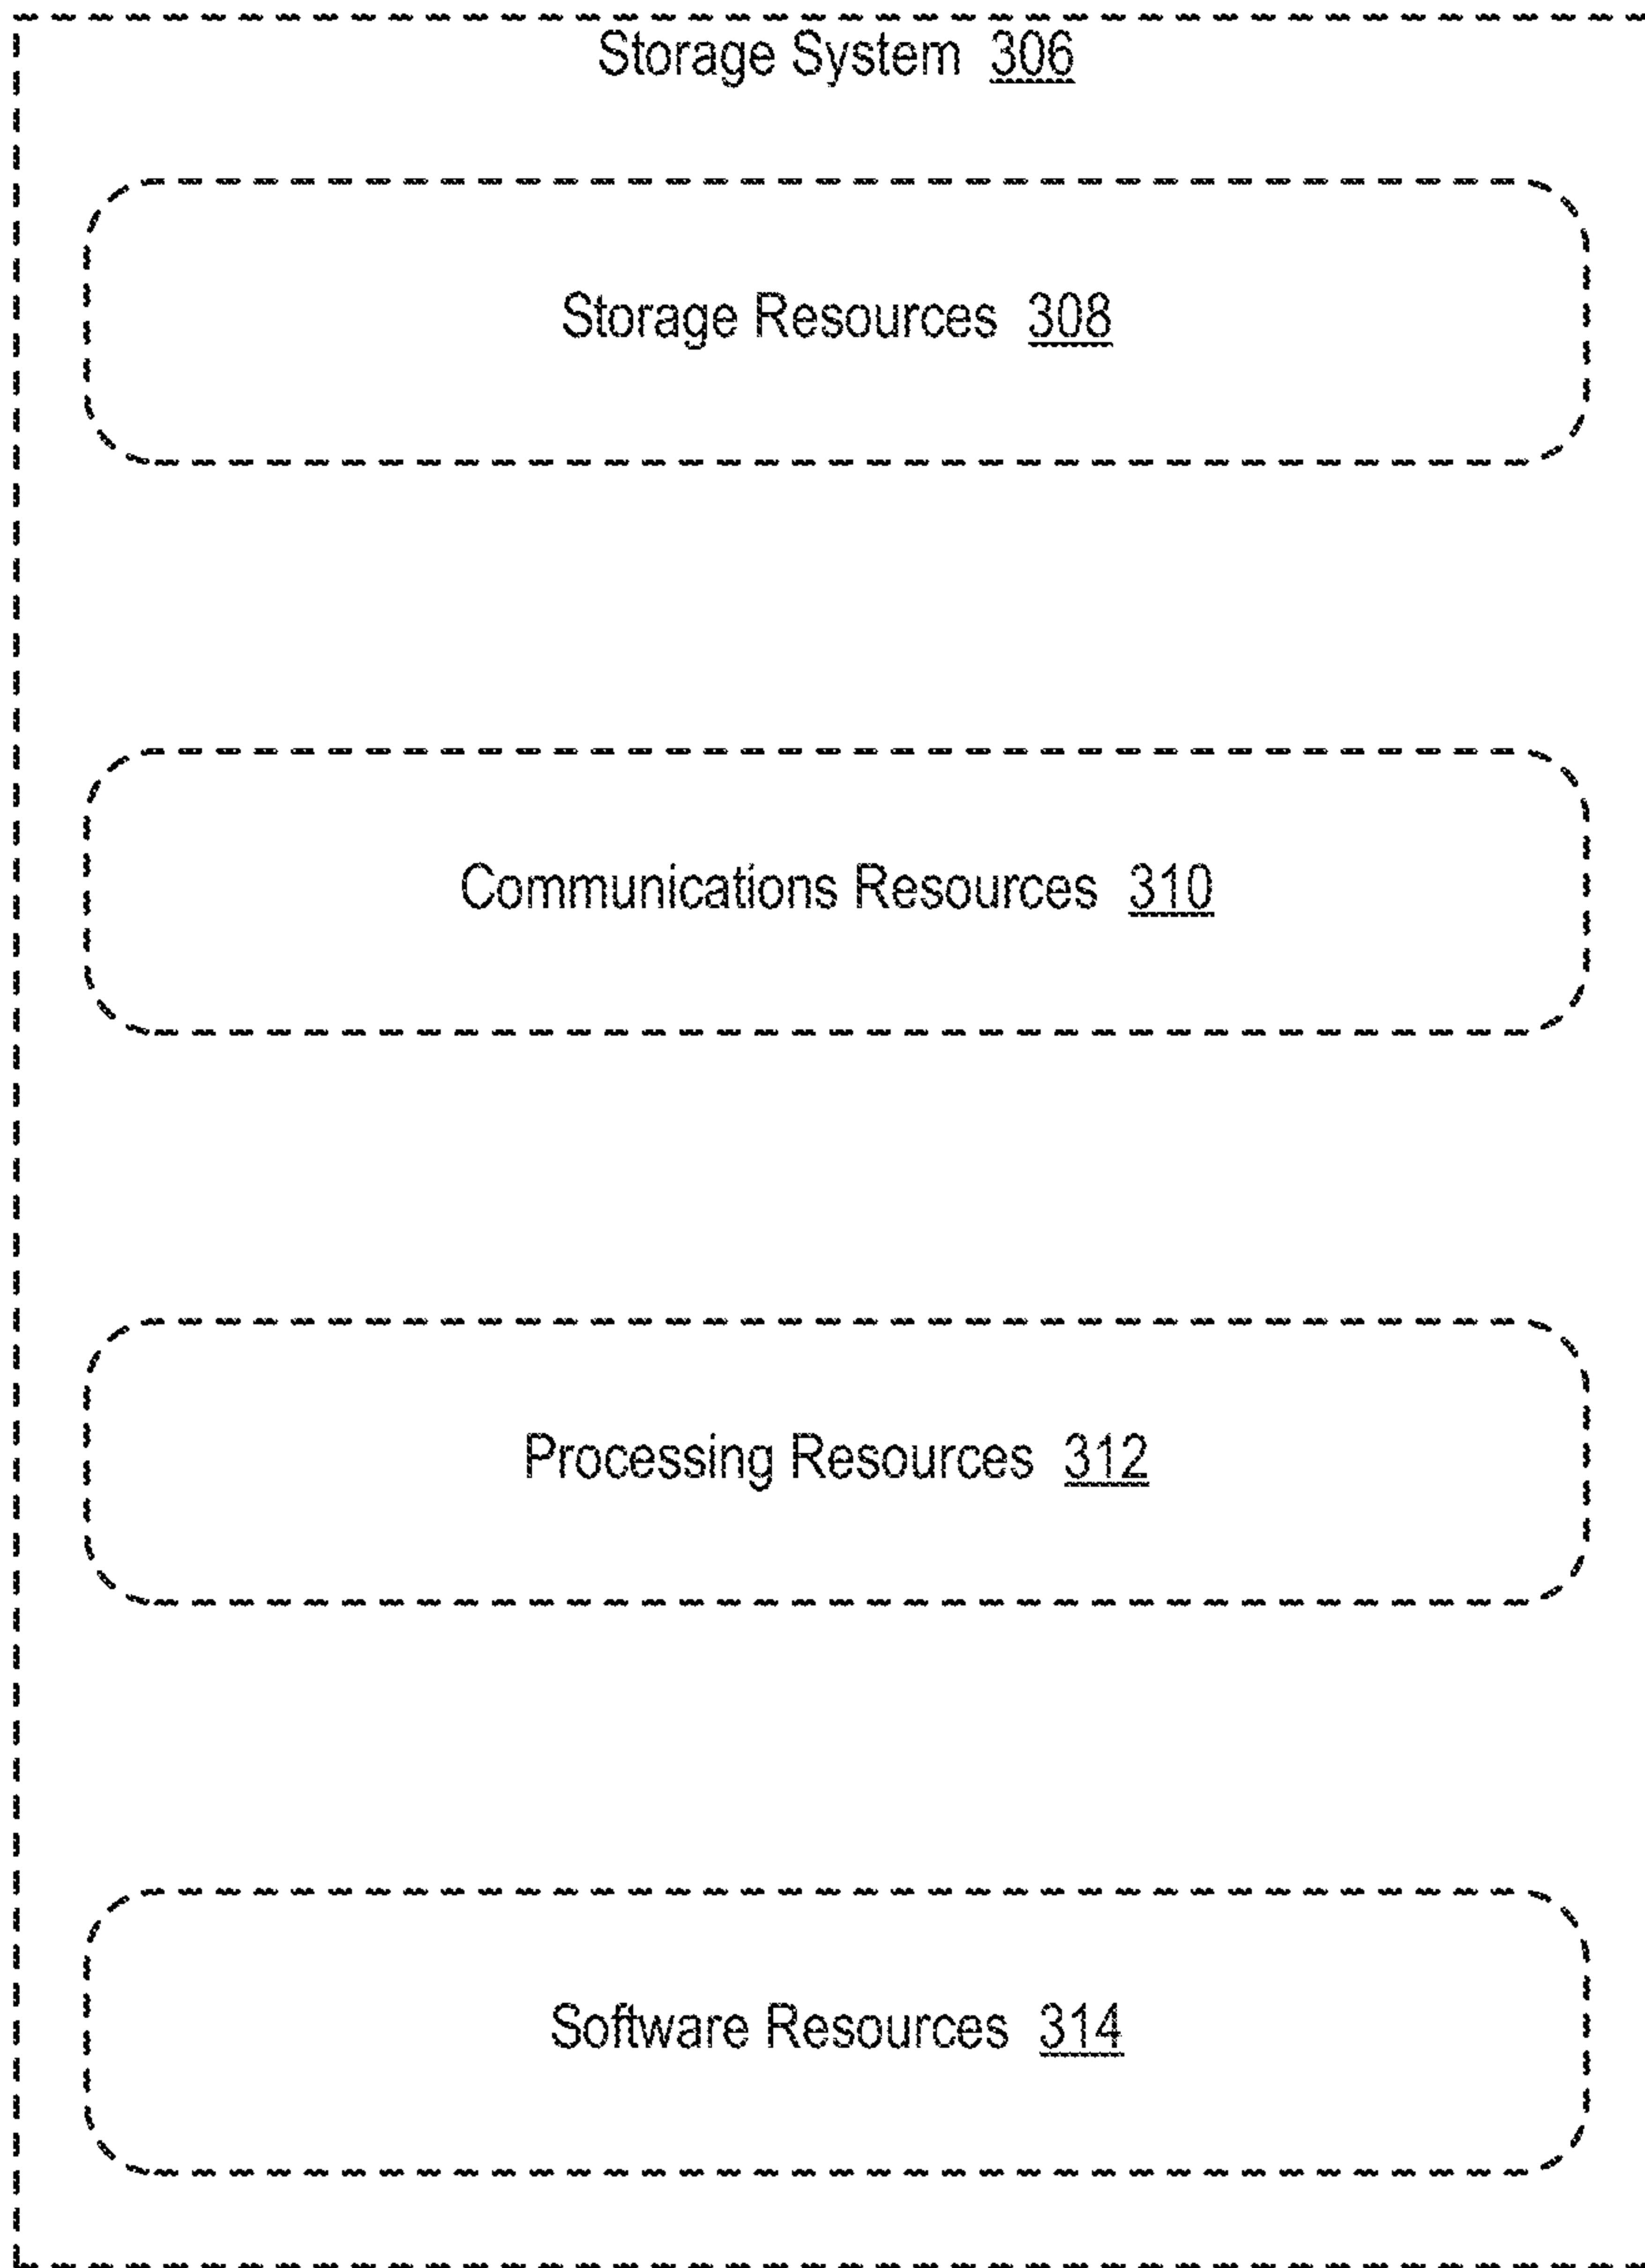 Storage System 306
Storage Resources 308
Communications Resources 310
Processing Resources 312
Software Resources 314